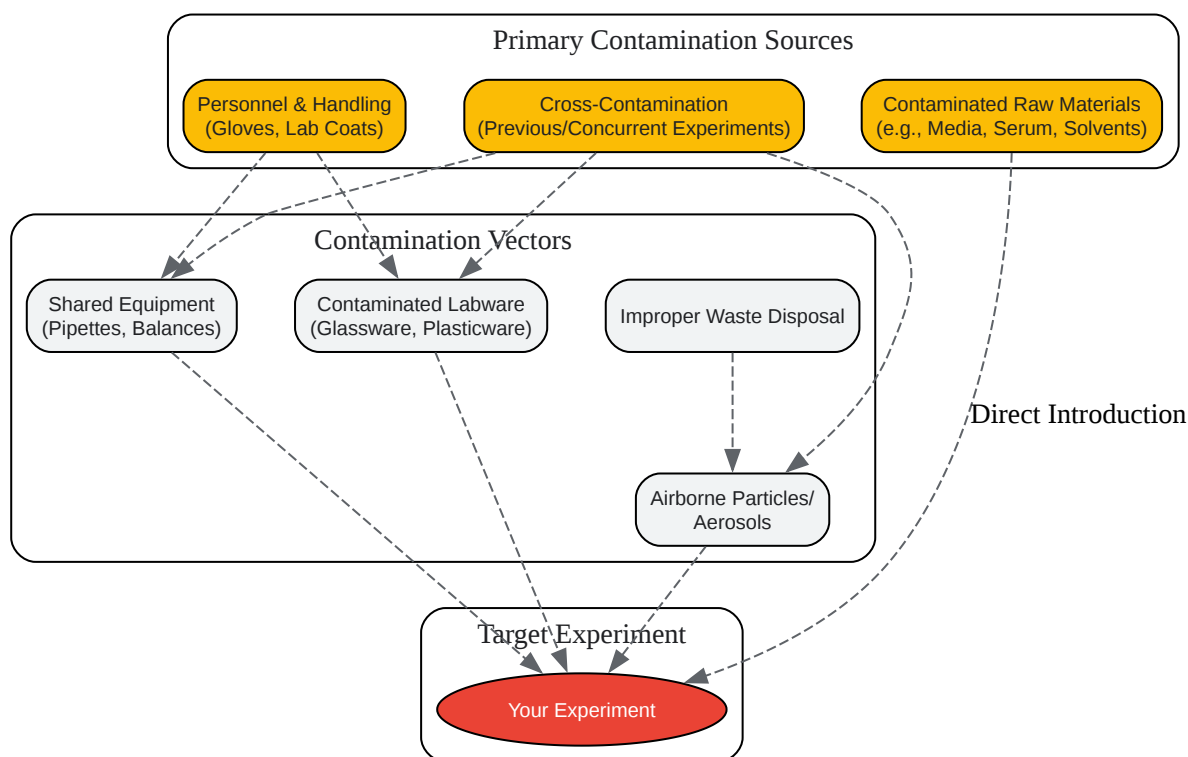 Primary Contamination Sources
Personnel & Handling
(Gloves, Lab Coats)
Cross-Contamination
(Previous/Concurrent Experiments)
Contaminated Raw Materials
(e.g., Media, Serum, Solvents)
Contamination Vectors
Shared Equipment
(Pipettes, Balances)
Contaminated Labware
(Glassware, Plasticware)
Improper Waste Disposal
Direct Introduction
Airborne Particles/
Aerosols
Target Experiment
Your Experiment